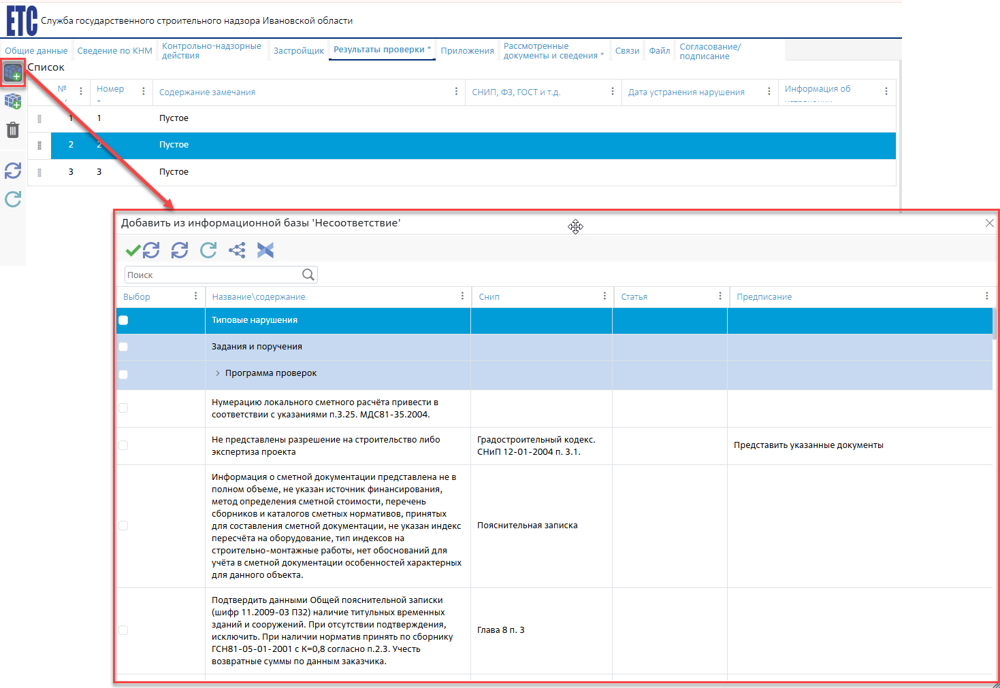 ЕТС Служба государственного строительного надзора Ивановской области
Общие данные
Сведение по КНМ
Контрольно-надзорные
действия
Застройщик
Результаты проверки *
Приложения
Рассмотренные
документы и сведения *
Связи
Файл
Согласование/
подписание
Список
№
Номер
Содержание замечания
СНИП, ФЗ, ГОСТ и т.д.
Дата устранения нарушения
Информация об
1 1 Пустое
2 2 Пустое
3 3 Пустое
Добавить из информационной базы 'Несоответствие'
Поиск
Выбор Название\содержание Снип Статья Предписание
Типовые нарушения
Задания и поручения
Программа проверок
Нумерацию локального сметного расчёта привести в
соответствии с указаниями п.3.25. МДС81-35.2004.
Не представлены разрешение на строительство либо
экспертиза проекта
Градостроительный кодекс.
СНиП 12-01-2004 п. 3.1.
Представить указанные документы
Информация о сметной документации представлена не в
полном объеме, не указан источник финансирования,
метод определения сметной стоимости, перечень
сборников и каталогов сметных нормативов, принятых
для составления сметной документации, не указан индекс
пересчёта на оборудование, тип индексов на
строительно-монтажные работы, нет обоснований для
учёта в сметной документации особенностей характерных
для данного объекта.
Пояснительная записка
Подтвердить данными Общей пояснительной записки
(шифр 11.2009-03 ПЗ2) наличие титульных временных
зданий и сооружений. При отсутствии подтверждения,
исключить. При наличии норматив принять по сборнику
ГСН81-05-01-2001 с К=0,8 согласно п.2.3. Учесть
возвратные суммы по данным заказчика.
Глава 8 п. 3